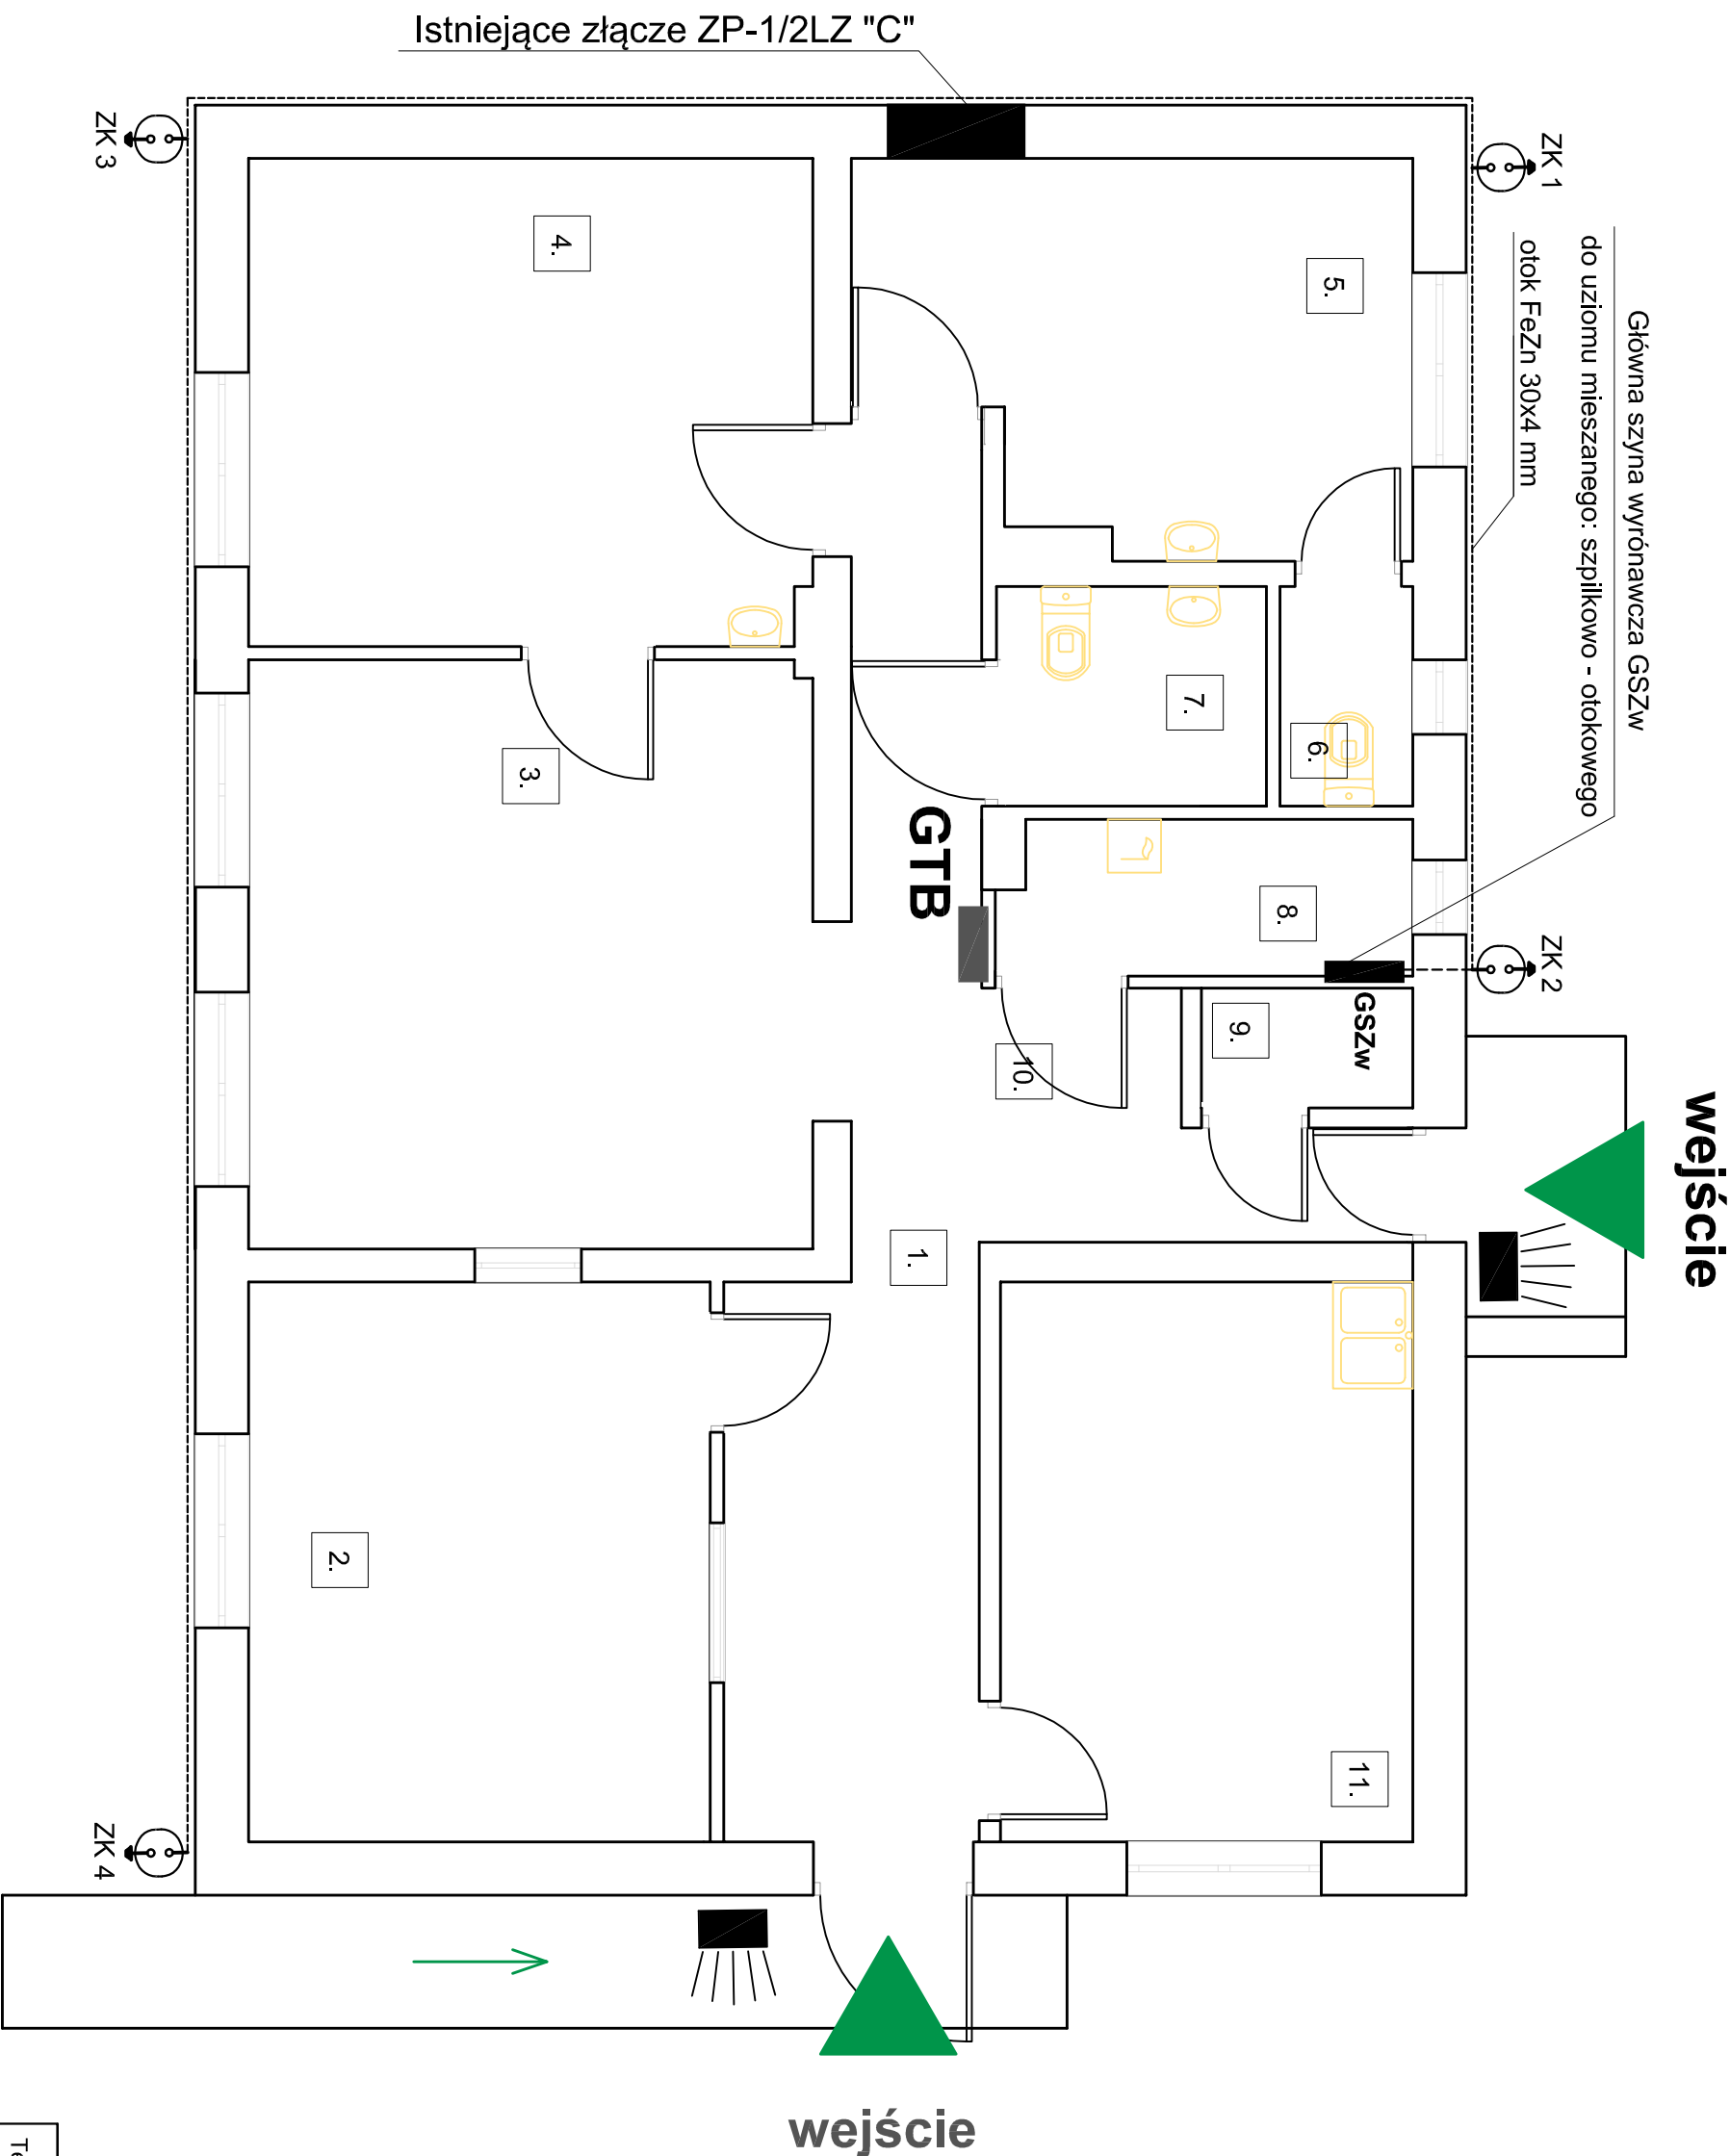 Istniejące złącze ZP-1/2LZ "C"
ZK 3
ZK 1
Główna szyna wyrównawcza GSZw
do uziomu mieszanego: szpilkowo - otokowego
otok FeZn 30x4 mm
4.
5.
3.
7.
6.
GTB
8.
ZK 2
GSZw
9.
10.
wejście
1.
2.
11.
ZK 4
wejście